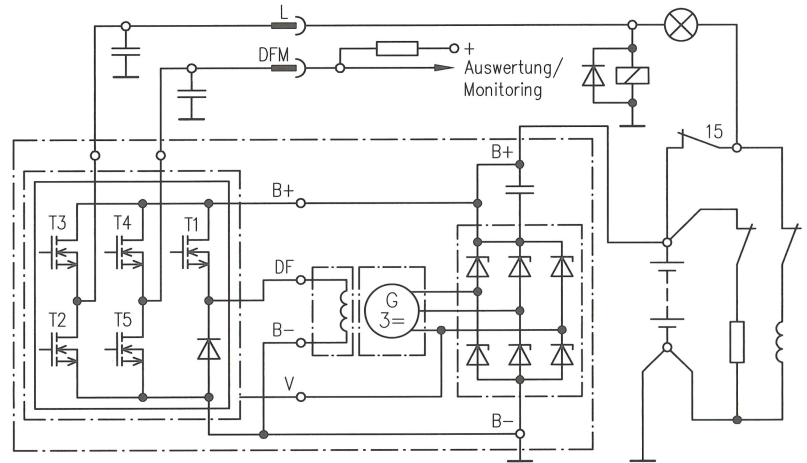 L
DFM
+
Auswertung/
Monitoring
15
B+
B+
T3
T4
T1
DF
G
3=
T2
T5
B-
V
B-